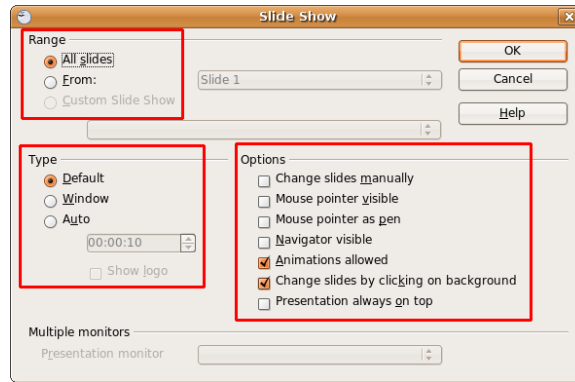 Slide Show
Range
All slides
From:
Slide 1
Custom Slide Show
OK
Cancel
Help
Type
Default
Window
Auto
00:00:10
Show logo
Options
Change slides manually
Mouse pointer visible
Mouse pointer as pen
Navigator visible
Animations allowed
Change slides by clicking on background
Presentation always on top
Multiple monitors
Presentation monitor